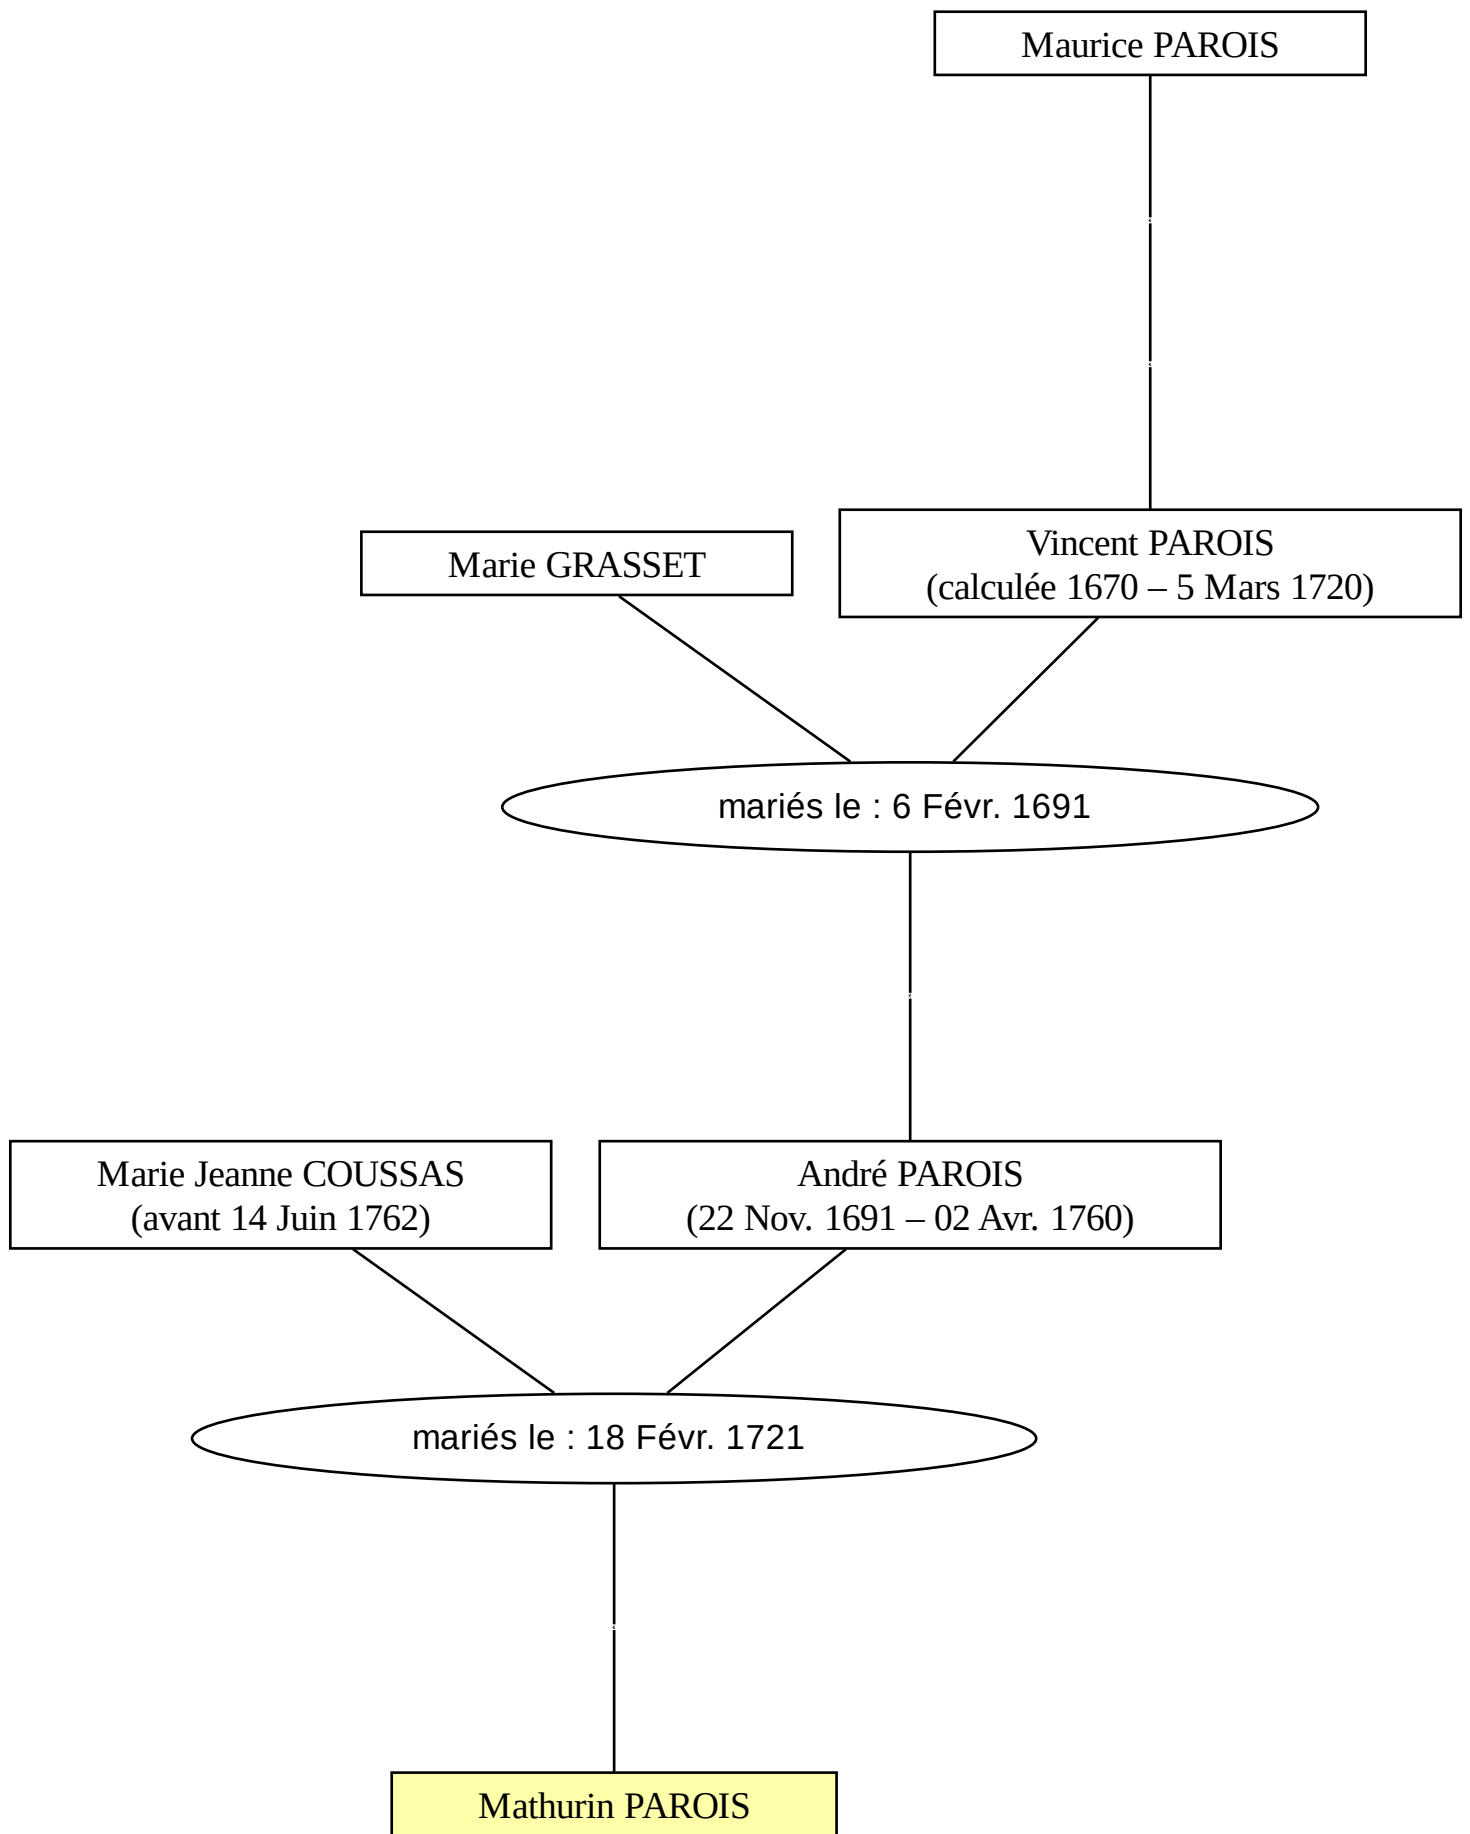 Maurice PAROIS
Marie GRASSET
Vincent PAROIS
(calculée 1670 – 5 Mars 1720)
mariés le : 6 Févr. 1691
Marie Jeanne COUSSAS
(avant 14 Juin 1762)
André PAROIS
(22 Nov. 1691 – 02 Avr. 1760)
mariés le : 18 Févr. 1721
Mathurin PAROIS